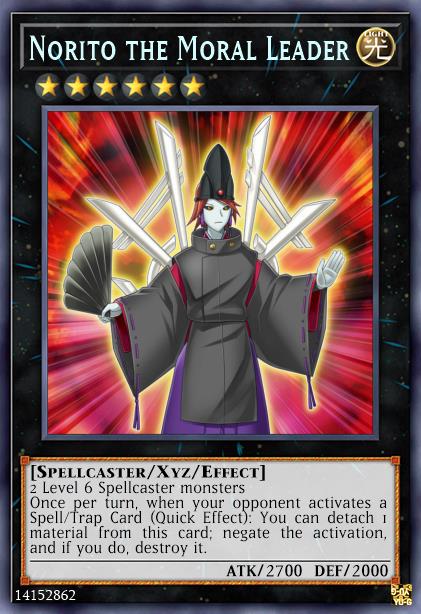 NORITO THE MORAL LEADER
LIGHT
光
[SPELLCASTER/XYZ/EFFECT]
2 Level 6 Spellcaster monsters
Once per turn, when your opponent activates a
Spell/Trap Card (Quick Effect): You can detach 1
material from this card; negate the activation,
and if you do, destroy it.
ATK/2700 DEF/2000
14152862